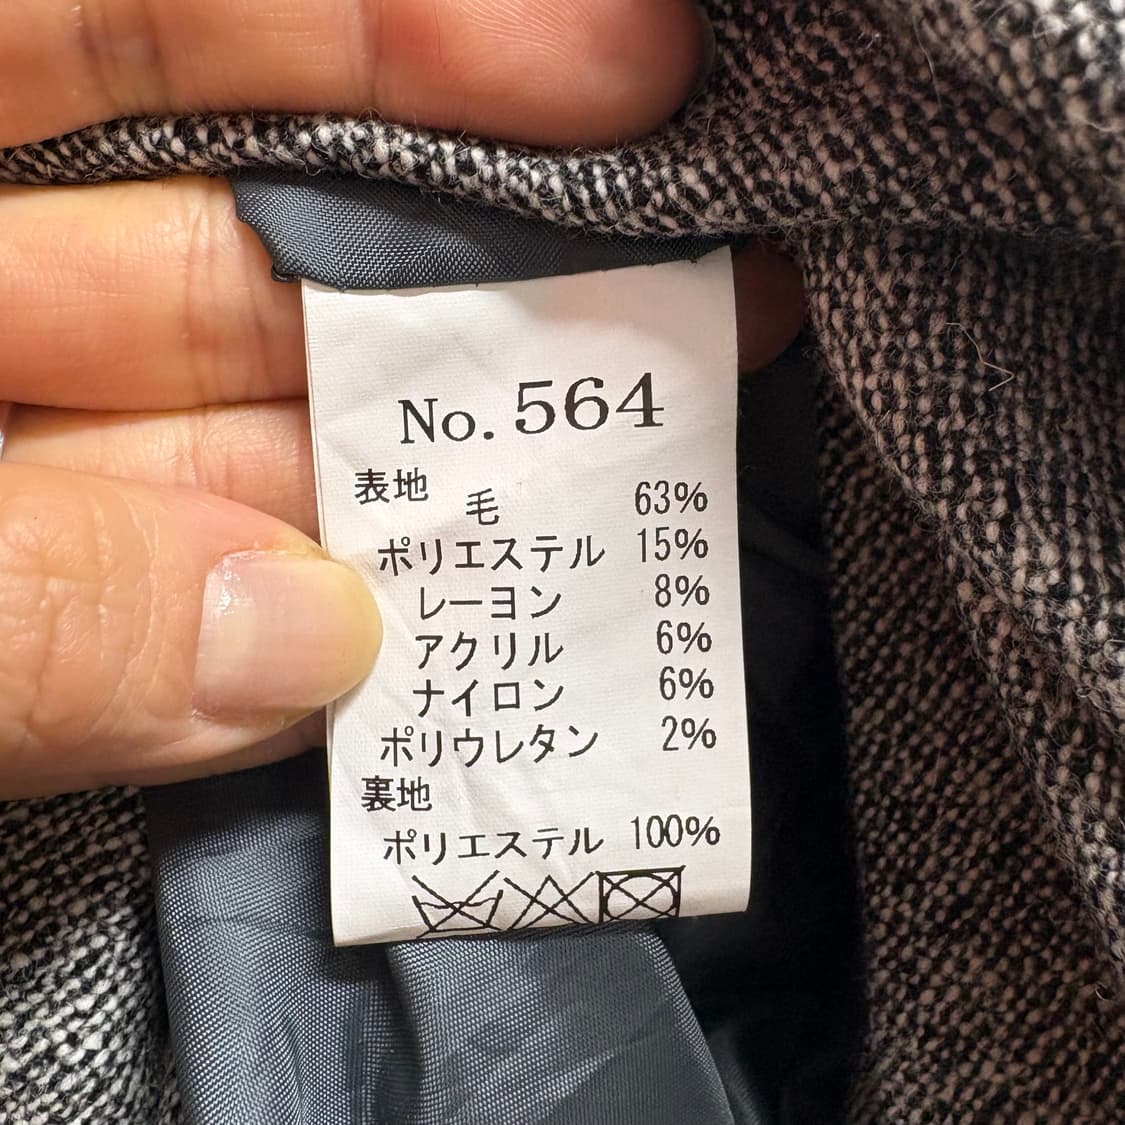 No. 564
表地
毛 63%
ポリエステル 15%
レーヨン 8%
アクリル 6%
ナイロン 6%
ポリウレタン 2%
裏地
ポリエステル 100%